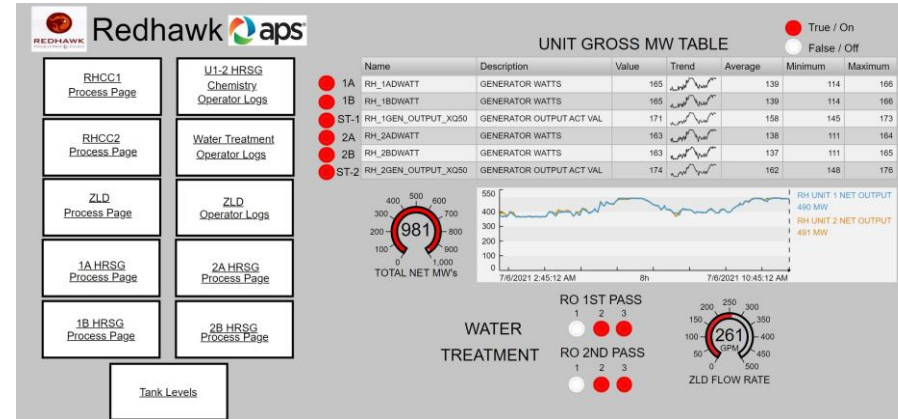 REDHAWK
Redhawk aps
True / On
False / Off
UNIT GROSS MW TABLE
Name Description Value Trend Average Minimum Maximum
1A RH_1ADWATT GENERATOR WATTS 165 139 114 166
1B RH_1BDWATT GENERATOR WATTS 165 139 114 166
ST-1 RH_1GEN_OUTPUT_XQ50 GENERATOR OUTPUT ACT VAL 171 158 145 173
2A RH_2ADWATT GENERATOR WATTS 163 138 111 164
2B RH_2BDWATT GENERATOR WATTS 163 137 111 165
ST-2 RH_2GEN_OUTPUT_XQ50 GENERATOR OUTPUT ACT VAL 174 162 148 176
RHCC1
Process Page
U1-2 HRSG
Chemistry
Operator Logs
RHCC2
Process Page
Water Treatment
Operator Logs
ZLD
Process Page
ZLD
Operator Logs
1A HRSG
Process Page
2A HRSG
Process Page
1B HRSG
Process Page
2B HRSG
Process Page
Tank Levels
0 100 200 300 400 500 600 700 800 900 1,000
981
TOTAL NET MW's
550
400
300
200
100
0
7/6/2021 2:45:12 AM 8h 7/6/2021 10:45:12 AM
RH UNIT 1 NET OUTPUT
490 MW
RH UNIT 2 NET OUTPUT
491 MW
WATER
TREATMENT
RO 1ST PASS
1 2 3
RO 2ND PASS
1 2 3
0 50 100 150 200 250 300 350 400 450 500
261
GPM
ZLD FLOW RATE